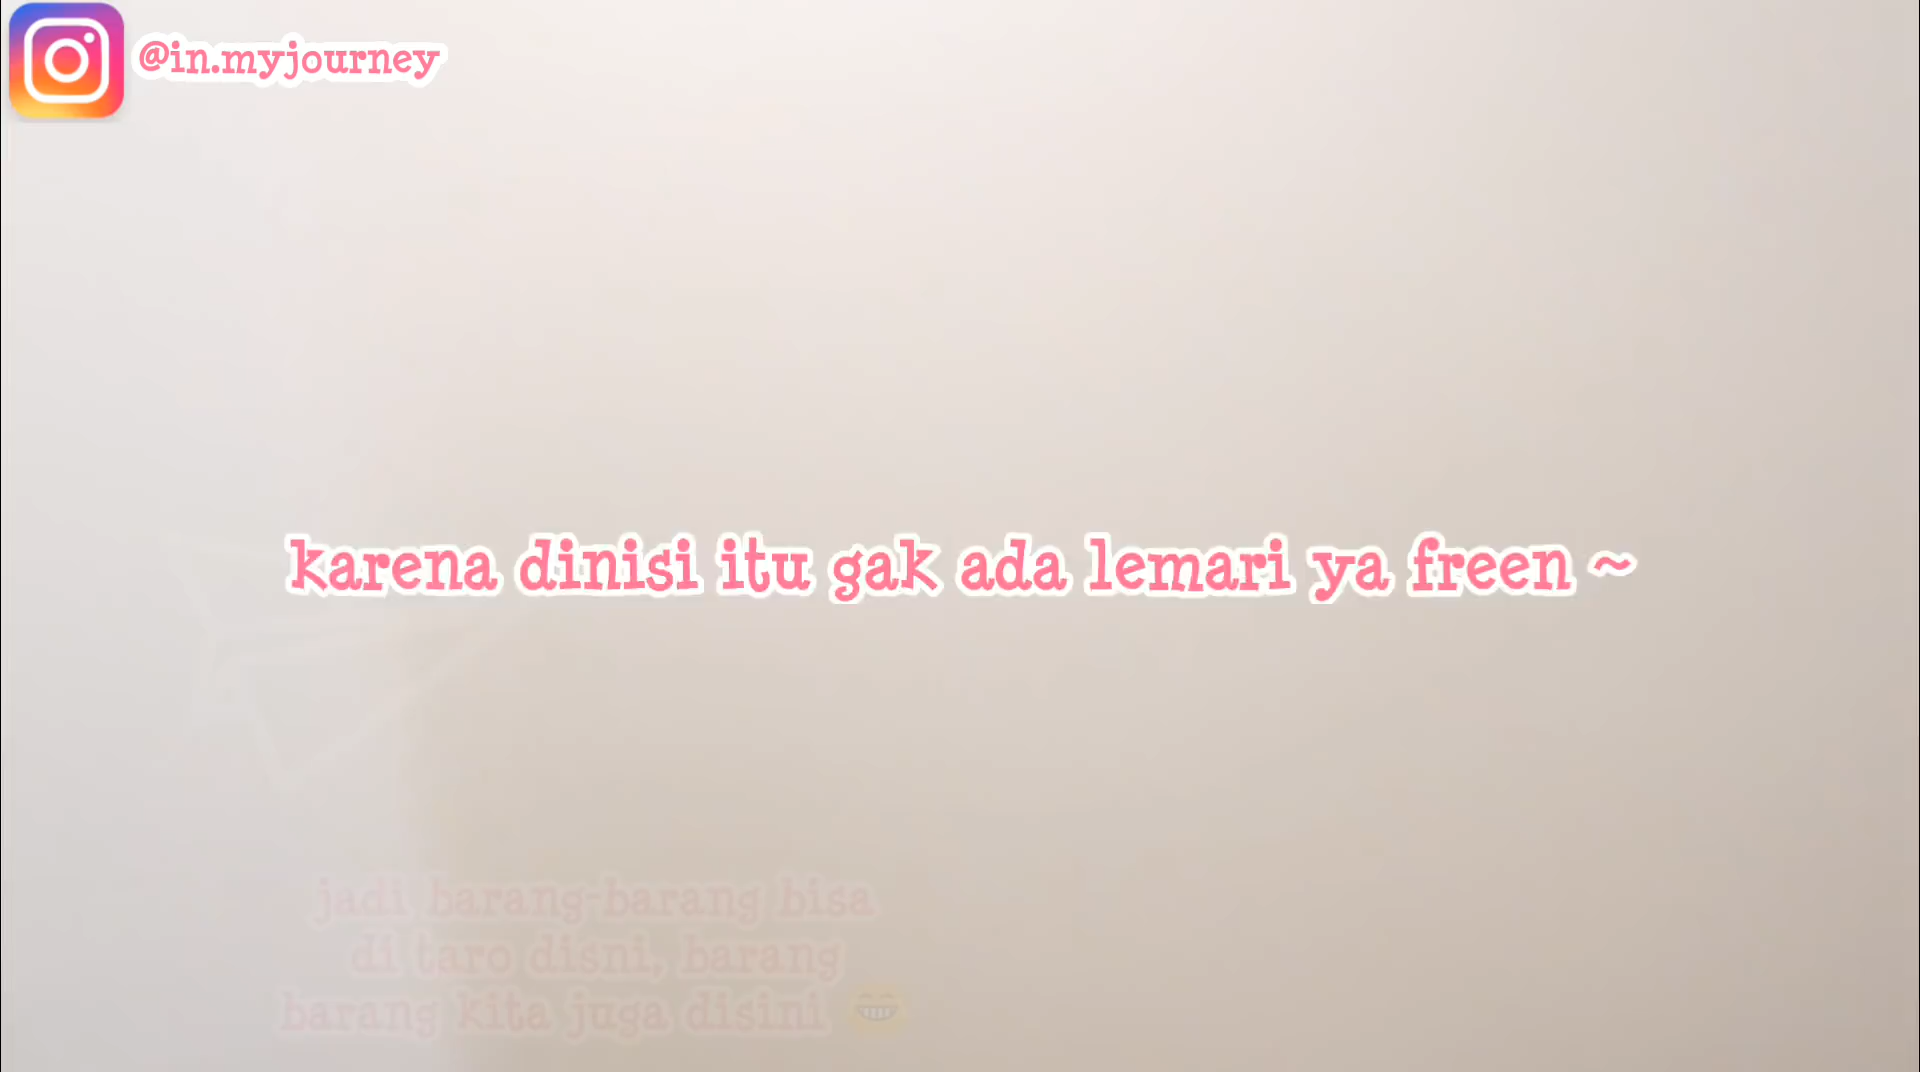 @in.myjourney
karena dinisi itu gak ada lemari ya freen ~
jadi barang-barang bisa
di taro disni, barang
barang kita juga disini 😁